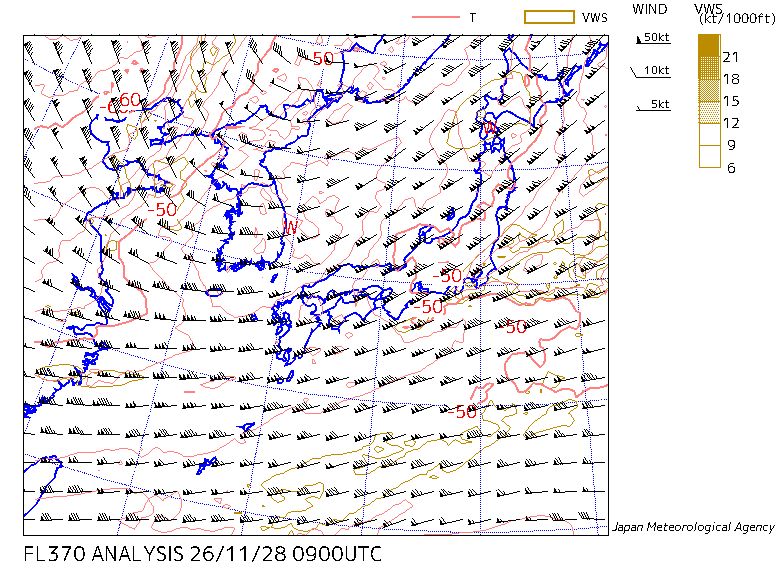 T VWS WIND VWS
(kt/1000ft)
50kt
10kt
5kt
21
18
15
12
9
6
-50
-60
-50
W
W
-50
-50
-50
-50
Japan Meteorological Agency
FL370 ANALYSIS 26/11/28 0900UTC